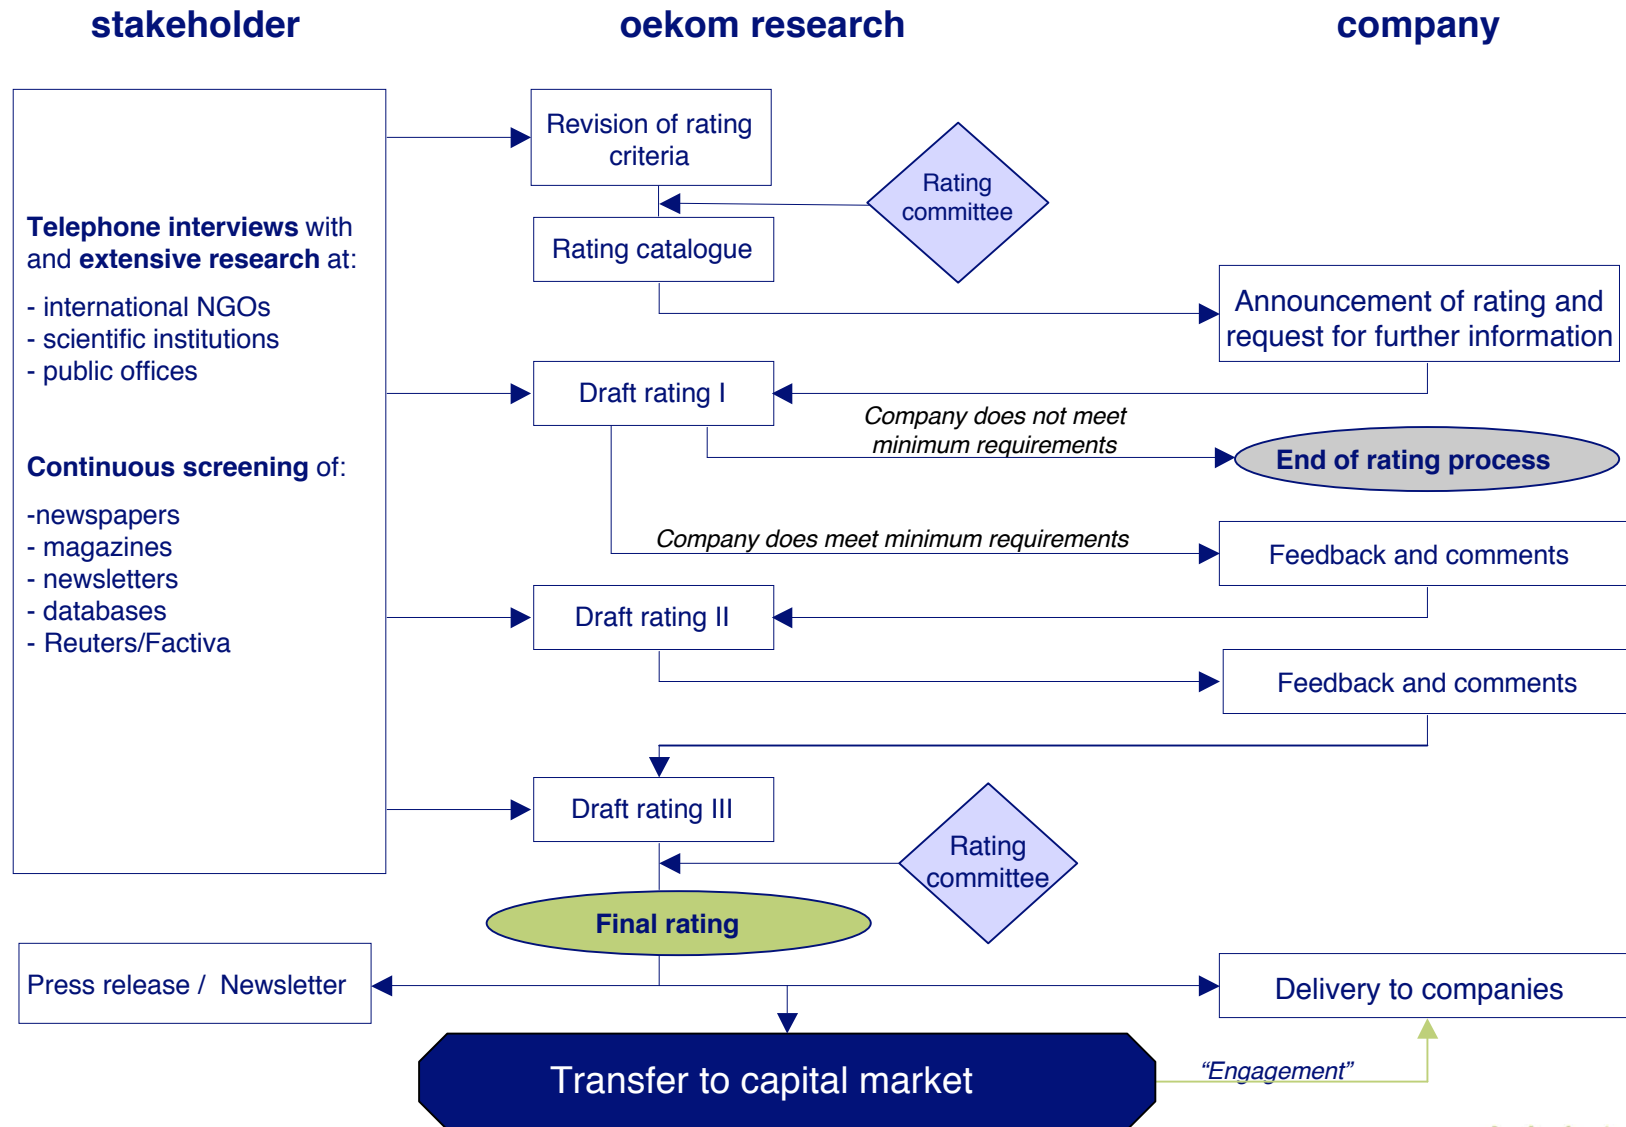 stakeholder
oekom research
company
Telephone interviews with
and extensive research at:
- international NGOs
- scientific institutions
- public offices
Continuous screening of:
-newspapers
- magazines
- newsletters
- databases
- Reuters/Factiva
Revision of rating
criteria
Rating
committee
Rating catalogue
Announcement of rating and
request for further information
Draft rating I
Company does not meet
minimum requirements
End of rating process
Company does meet minimum requirements
Feedback and comments
Draft rating II
Feedback and comments
Draft rating III
Rating
committee
Final rating
Press release /  Newsletter
Delivery to companies
Transfer to capital market
“Engagement”